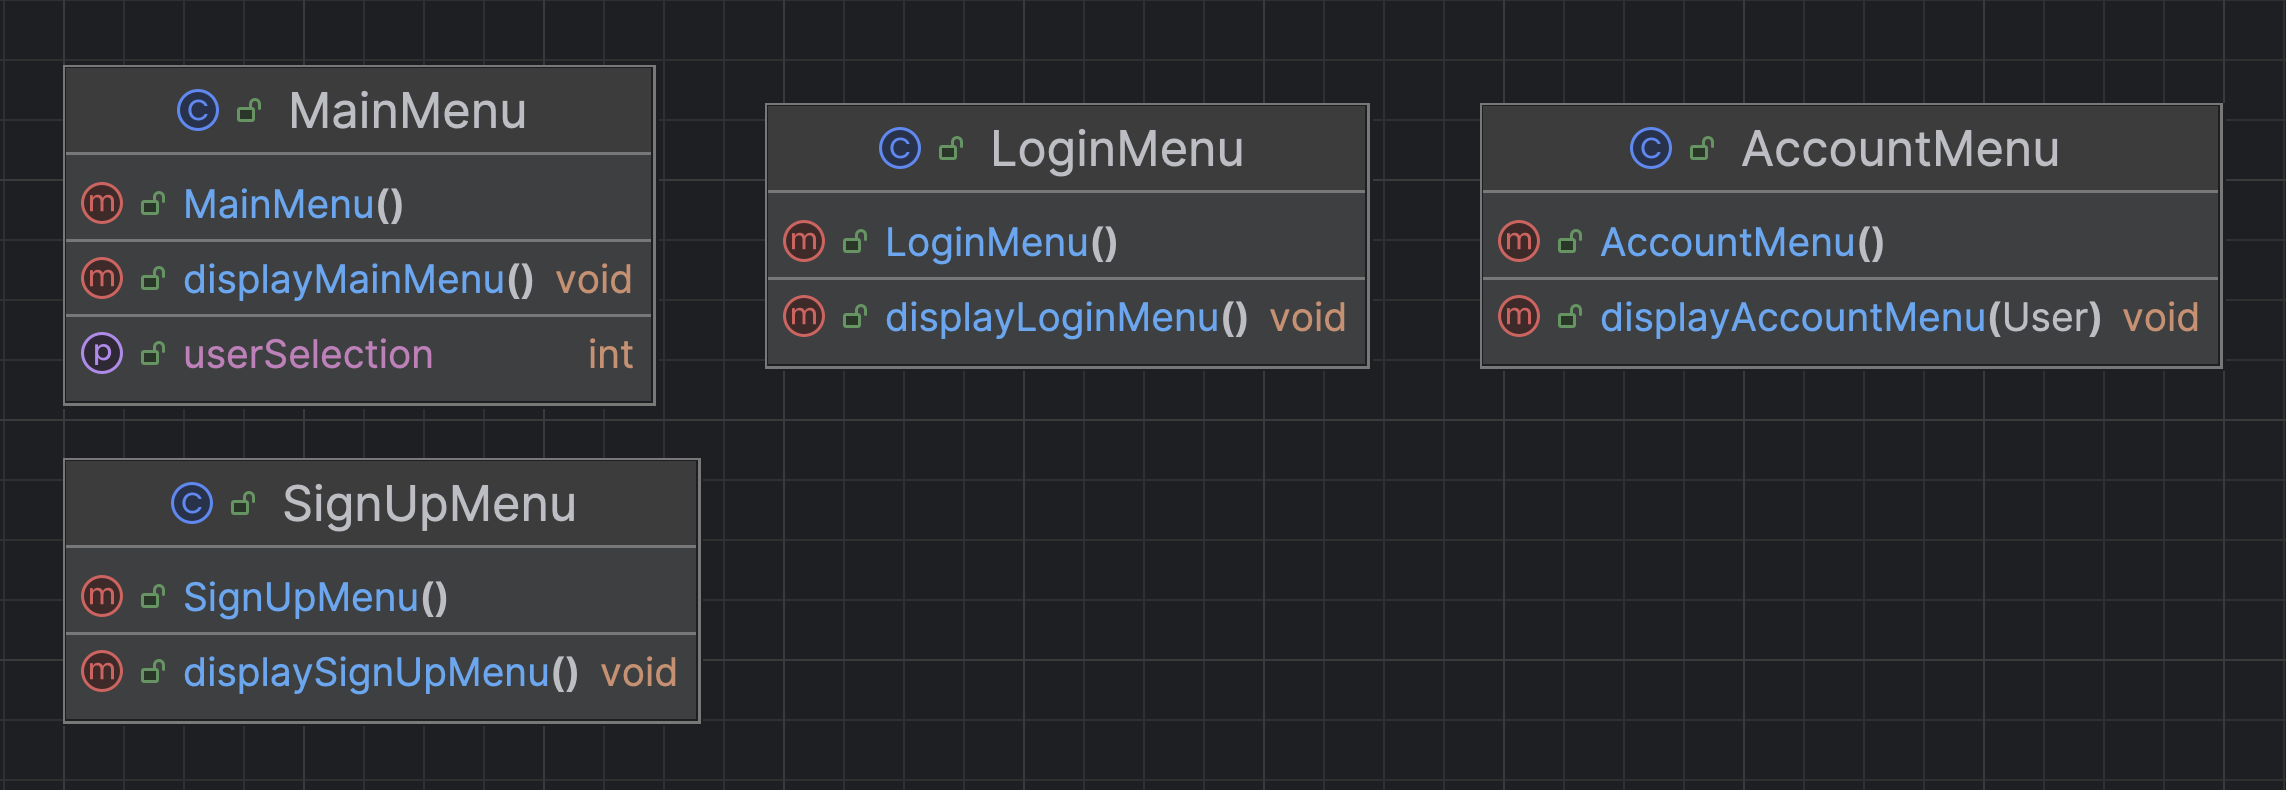 MainMenu
MainMenu()
displayMainMenu() void
userSelection int
LoginMenu
LoginMenu()
displayLoginMenu() void
AccountMenu
AccountMenu()
displayAccountMenu(User) void
SignUpMenu
SignUpMenu()
displaySignUpMenu() void